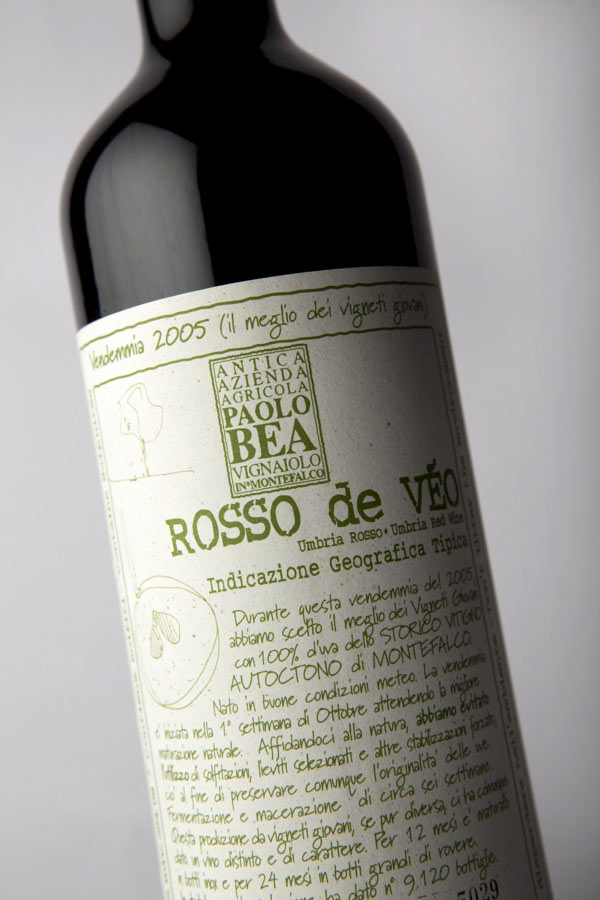 Vendemmia 2005 (il meglio dei vigneti giovani)
ANTICA
AZIENDA
AGRICOLA
PAOLO
BEA
VIGNAIOLO
IN MONTEFALCO
ROSSO de VÉO
Umbria ROSSO • Umbria Red Wine
Indicazione Geografica Tipica
Durante questa vendemmia del 2005,
abbiamo scelto il meglio dei Vigneti Giovani
con 100% d'uva dello STORICO VITIGNO
AUTOCTONO di MONTEFALCO.
Nato in buone condizioni meteo. La vendemmia
è iniziata nella 1° settimana di Ottobre attendendo la migliore
maturazione naturale. Affidandoci alla natura, abbiamo evitato
l'utilizzo di solfitazioni, lieviti selezionati e altre stabilizzazioni forzate,
ciò al fine di preservare comunque l'originalità delle uve.
Fermentazione e macerazione di circa sei settimane.
Questa produzione da vigneti giovani, se pur diversa, ci ha comunque
dato un vino distinto e di carattere. Per 12 mesi è maturato
in botti inox e per 24 mesi in botti grandi di rovere.
ha dato n° 9.120 bottiglie.
5029